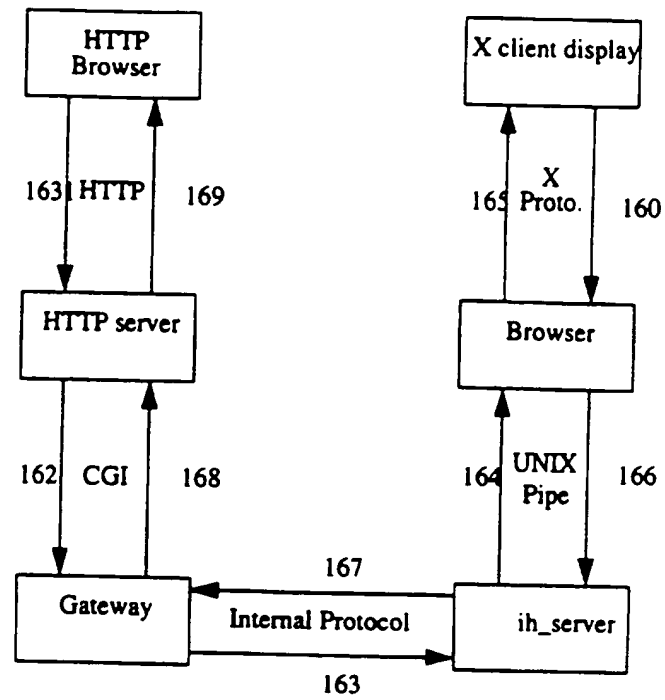 HTTP
Browser
X client display
1631 HTTP 169
165 X
Proto. 160
HTTP server
Browser
162 CGI 168
164 UNIX
Pipe 166
167
Gateway
Internal Protocol
ih_server
163